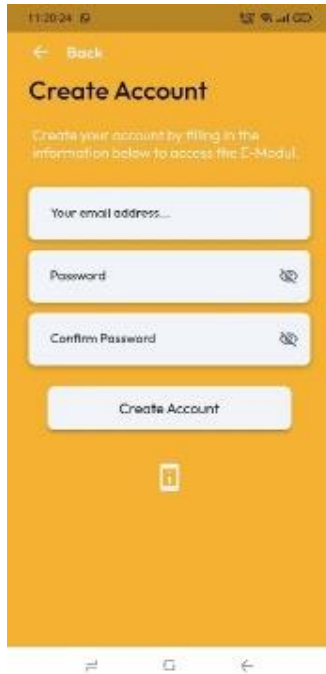 11:20:24
Back
Create Account
Create your account by filling in the
information below to access the E-Modul.
Your email address...
Password
Confirm Password
Create Account